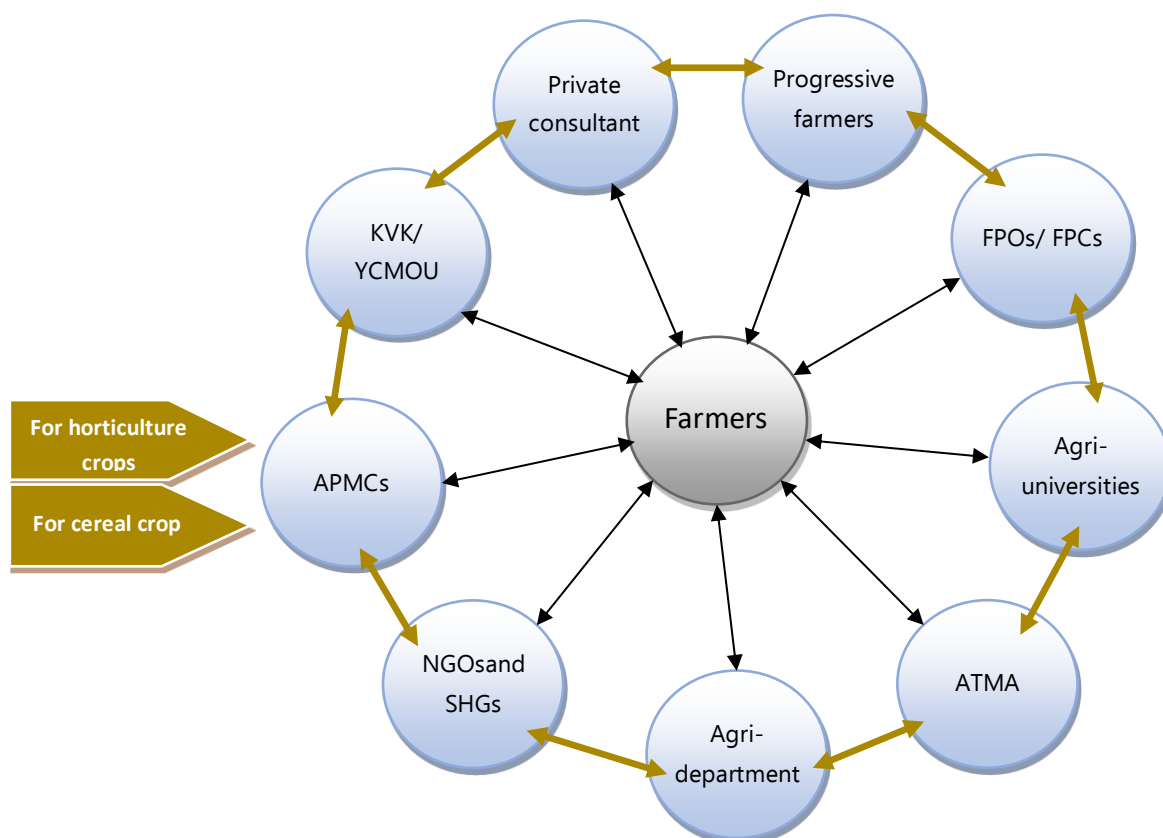 Private
consultant
Progressive
farmers
KVK/
YCMOU
FPOs/ FPCs
Farmers
For horticulture
crops
APMCs
Agri-
universities
For cereal crop
NGOsand
SHGs
ATMA
Agri-
department